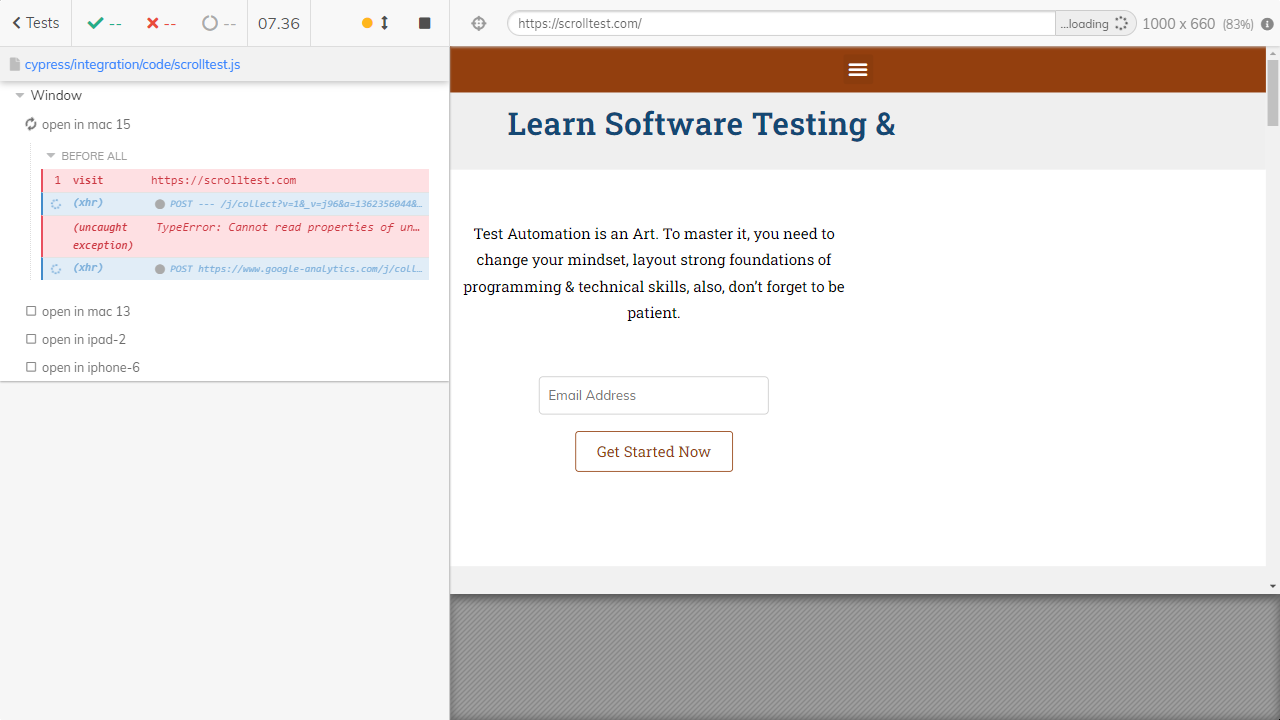 Tests
--
--
--
07.36
https://scrolltest.com/
...loading
1000 x 660 (83%)
cypress/integration/code/scrolltest.js
Window
open in mac 15
BEFORE ALL
1 visit https://scrolltest.com
(xhr) POST --- /j/collect?v=1&_v=j96&a=1362356044&...
(uncaught exception) TypeError: Cannot read properties of un...
(xhr) POST https://www.google-analytics.com/j/coll...
open in mac 13
open in ipad-2
open in iphone-6
Learn Software Testing &
Test Automation is an Art. To master it, you need to
change your mindset, layout strong foundations of
programming & technical skills, also, don’t forget to be
patient.
Email Address
Get Started Now